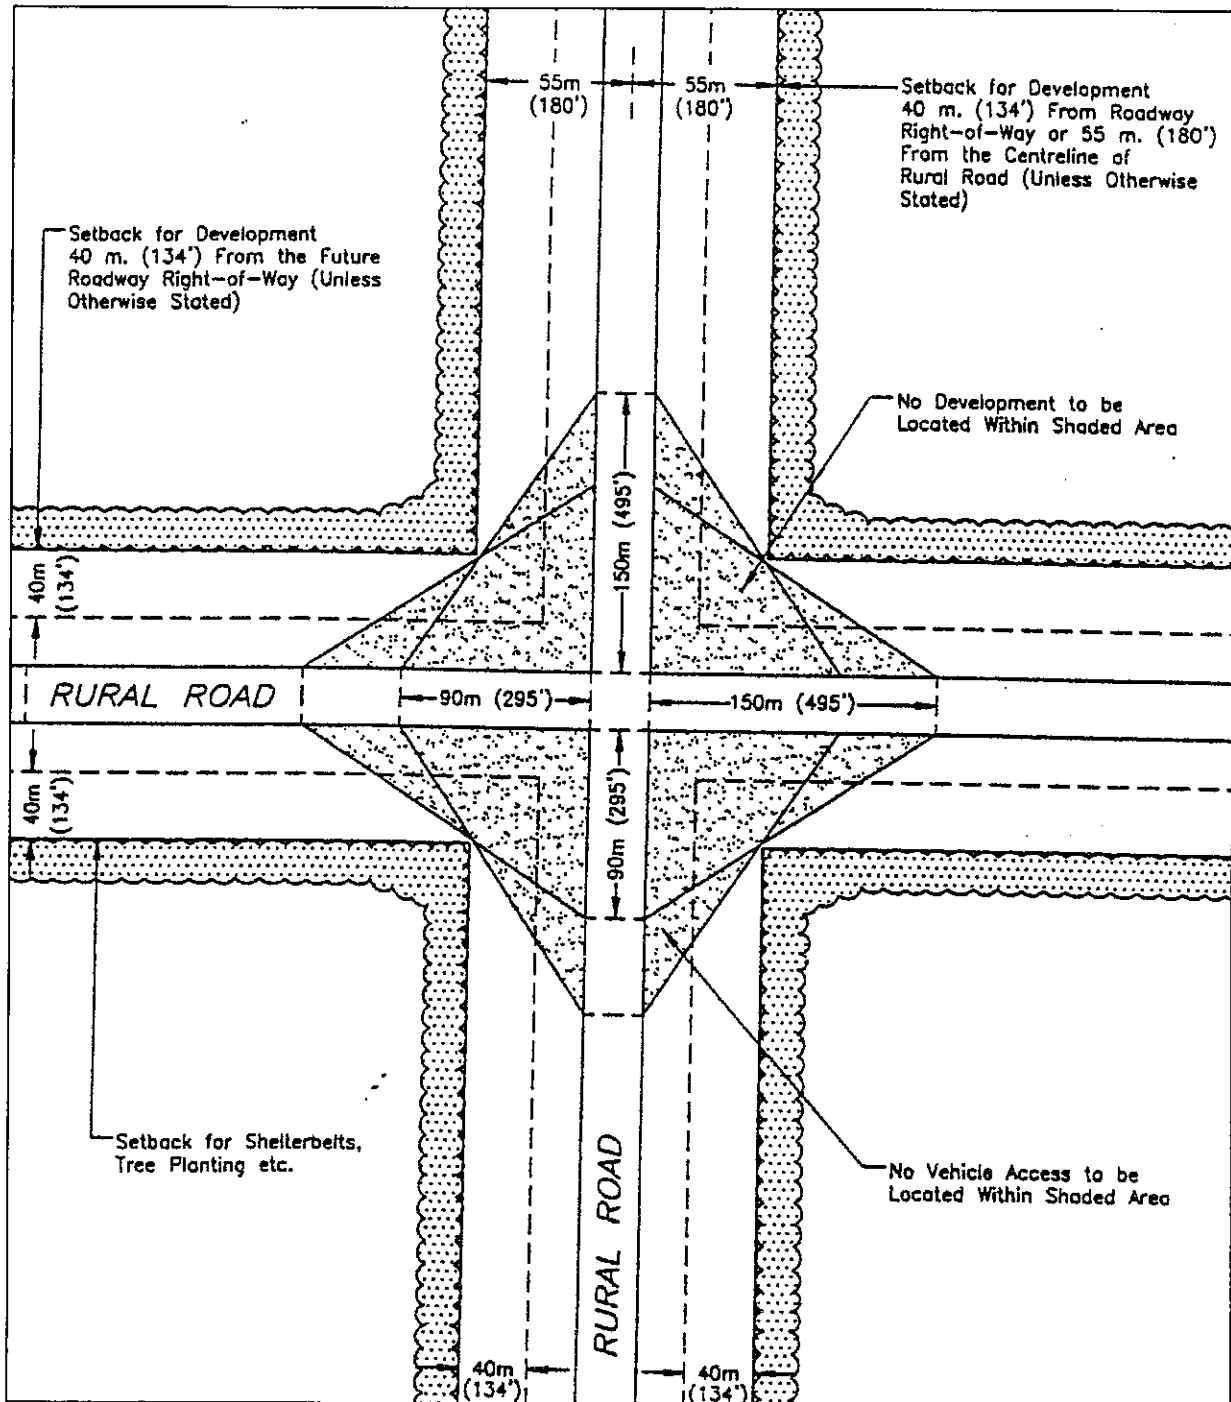 55m
(180')
55m
(180')
Setback for Development
40 m. (134') From Roadway
Right-of-Way or 55 m. (180')
From the Centreline of
Rural Road (Unless Otherwise
Stated)
Setback for Development
40 m. (134') From the Future
Roadway Right-of-Way (Unless
Otherwise Stated)
No Development to be
Located Within Shaded Area
150m (495')
40m
(134')
RURAL ROAD
90m (295')
150m (495')
40m
(134')
90m (295')
Setback for Shelterbelts,
Tree Planting etc.
No Vehicle Access to be
Located Within Shaded Area
RURAL ROAD
40m
(134')
40m
(134')